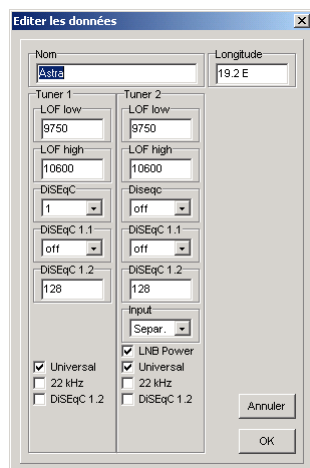 Editer les données
Nom
Longitude
Astra
19.2 E
Tuner 1
Tuner 2
LOF low
LOF low
9750
9750
LOF high
LOF high
10600
10600
DiSEqC
Diseqc
1
off
DiSEqC 1.1
DiSEqC 1.1
off
off
DiSEqC 1.2
DiSEqC 1.2
128
128
Input
Separ.
LNB Power
Universal
Universal
22 kHz
22 kHz
DiSEqC 1.2
DiSEqC 1.2
Annuler
OK